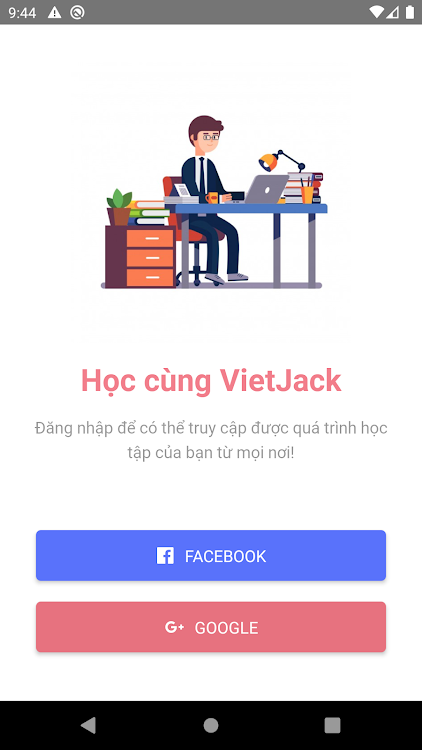 9:44
Học cùng VietJack
Đăng nhập để có thể truy cập được quá trình học
tập của bạn từ mọi nơi!
FACEBOOK
G+ GOOGLE